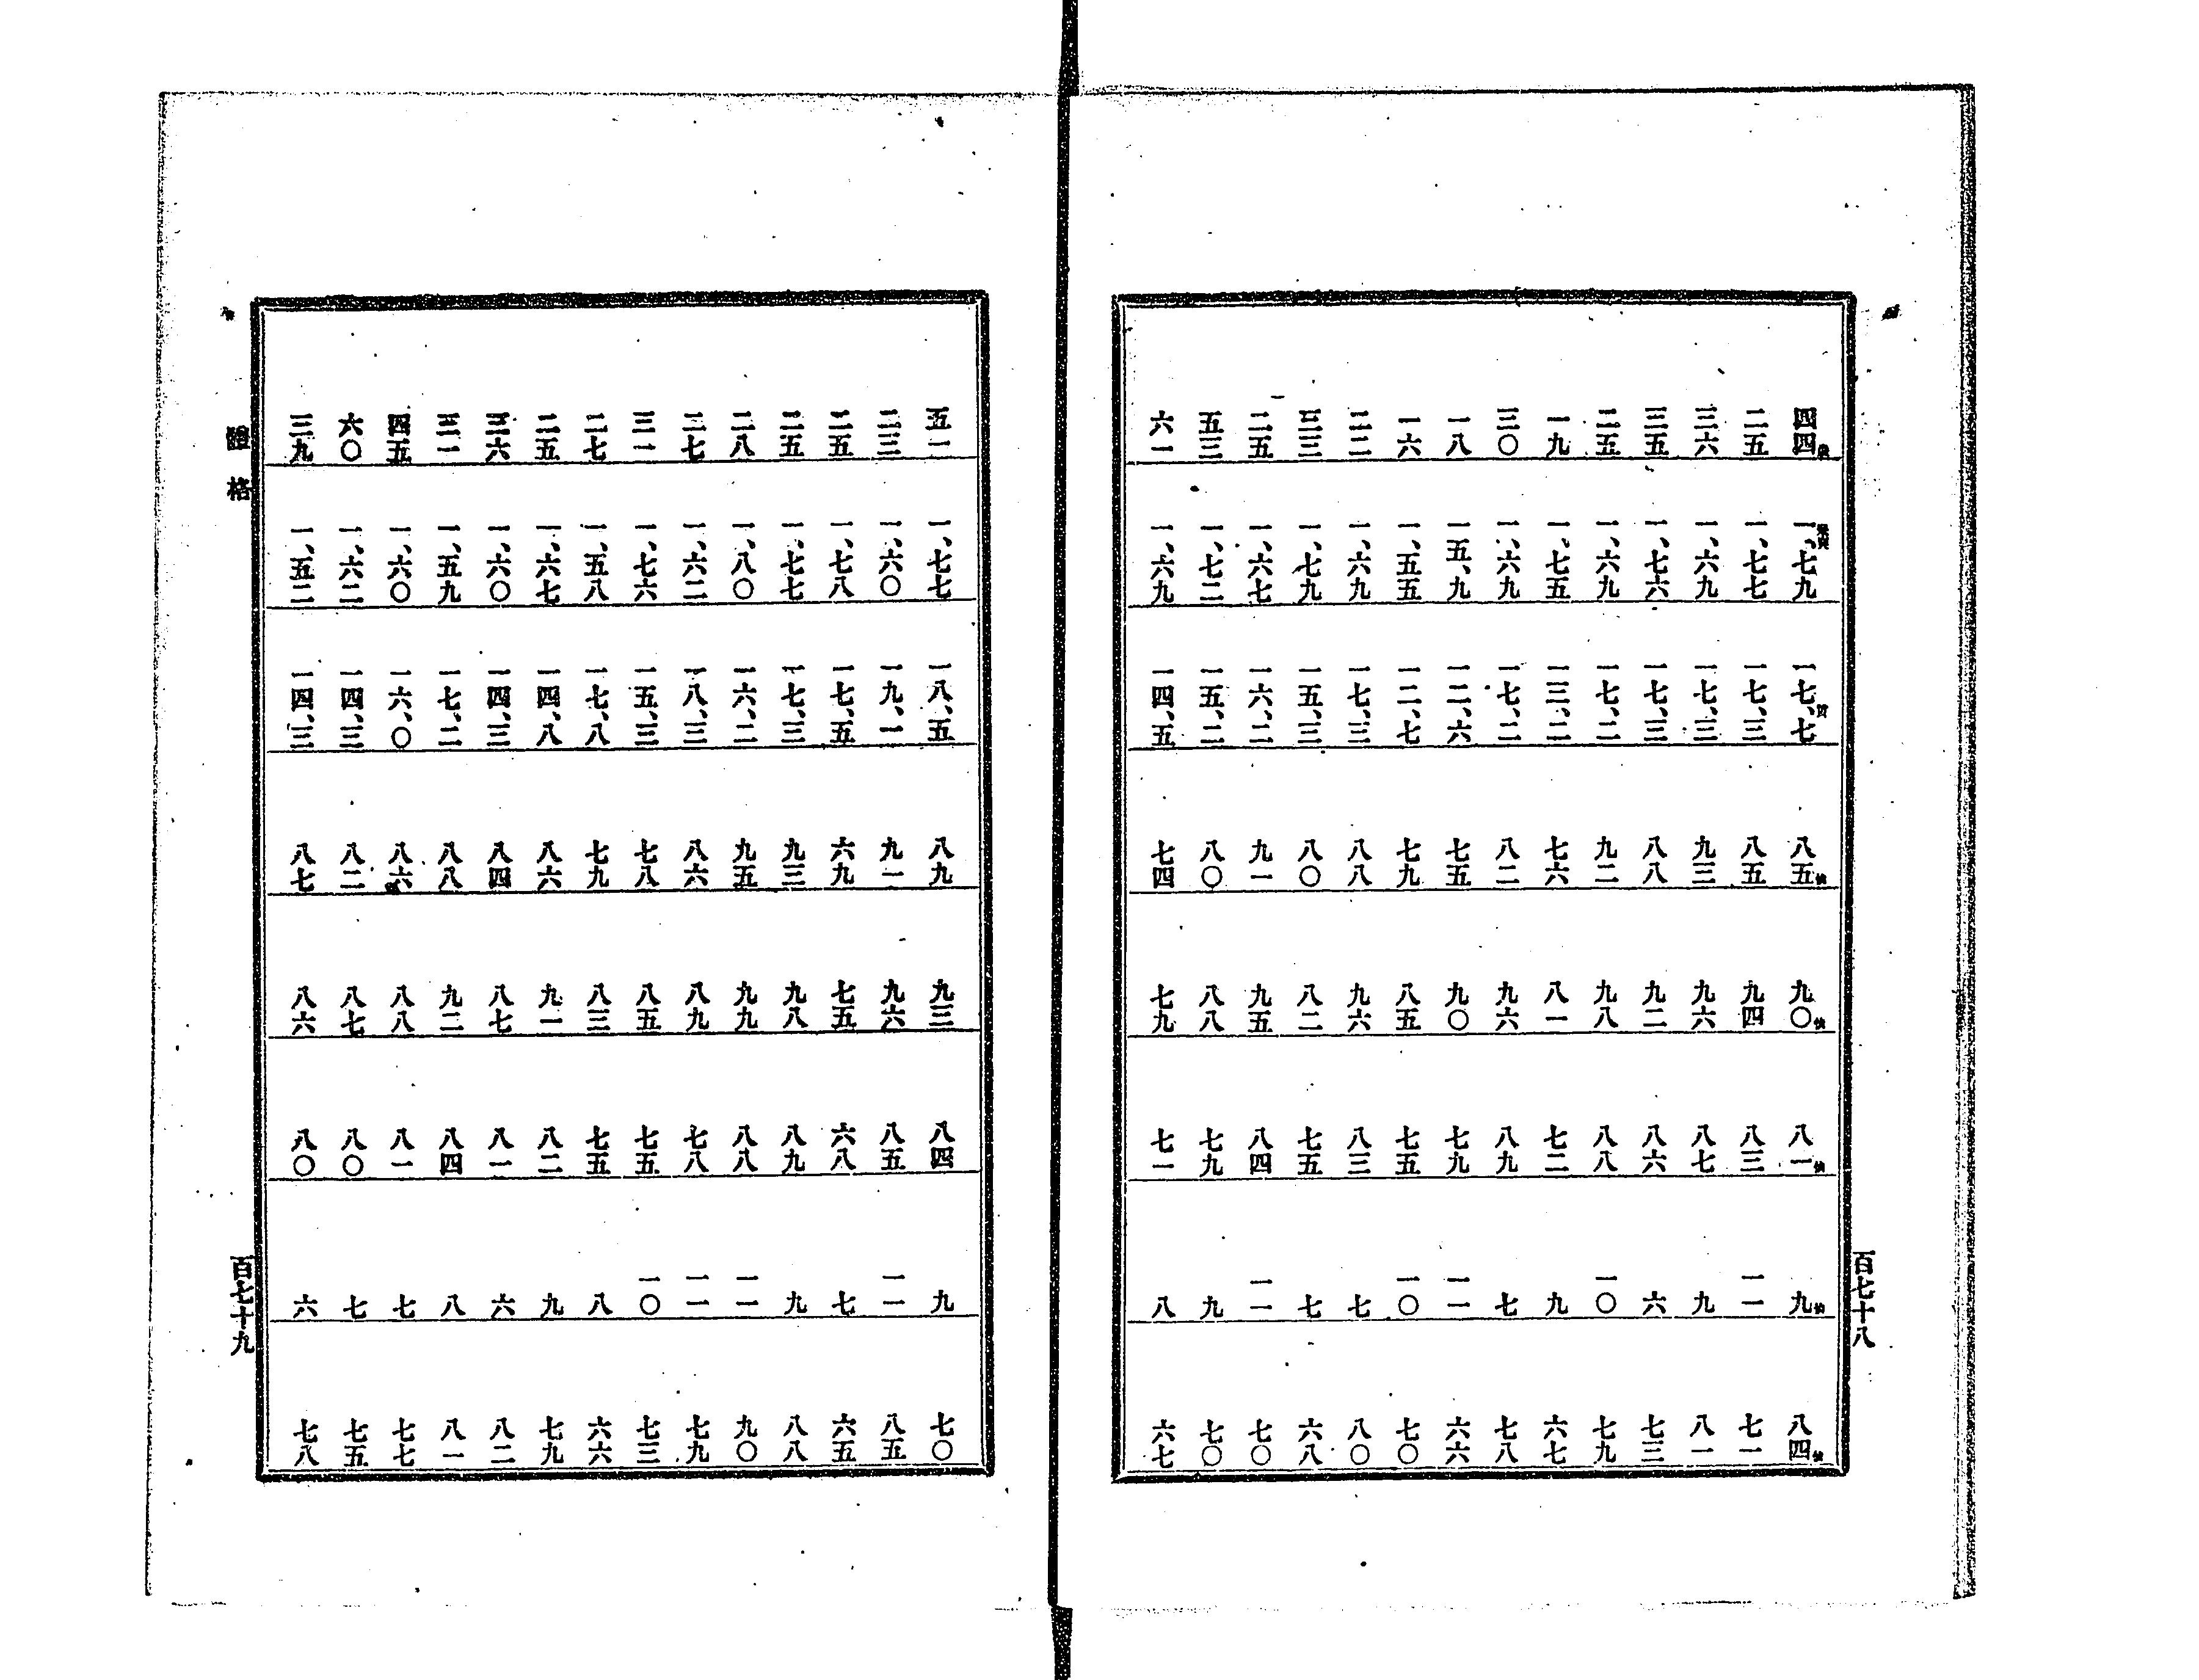 百七十八
四四 一、七九 一七、七 八五 九〇 八一 九 八四
二五 一、七七 一七、三 八五 九四 八三 一一 七一
三六 一、六九 一七、三 九三 九六 八七 九 八一
三五 一、七六 一七、三 八八 九二 八六 六 七三
二五 一、六九 一七、二 九二 九八 八八 一〇 七九
一九 一、七五 一三、二 七六 八一 七二 九 六七
三〇 一、六九 一七、二 八二 九六 八九 七 七八
一八 一五、九 一二、六 七五 九〇 七九 一一 六六
一六 一、五五 一二、七 七九 八五 七五 一〇 七〇
二二 一、六九 一七、三 八八 九六 八三 七 八〇
三三 一、七九 一五、三 八〇 八二 七五 七 六八
二五 一、六七 一六、二 九一 九五 八四 一一 七〇
五三 一、七二 一五、二 八〇 八八 七九 九 七〇
六一 一、六九 一四、五 七四 七九 七一 八 六七
五一 一、七七 一八、五 八九 九三 八四 九 七〇
二三 一、六〇 一九、一 九一 九六 八五 一一 八五
二五 一、七八 一七、五 六九 七五 六八 七 六五
二五 一、七七 一七、三 九三 九八 八九 九 八八
二八 一、八〇 一六、二 九五 九九 八八 一一 九〇
二七 一、六二 一八、三 八六 八九 七八 一一 七九
三一 一、七六 一五、三 七八 八五 七五 一〇 七三
二七 一、五八 一七、八 七九 八三 七五 八 六六
二五 一、六七 一四、八 八六 九一 八二 九 七九
三六 一、六〇 一四、三 八四 八七 八一 六 八二
三一 一、五九 一七、二 八八 九二 八四 八 八一
四五 一、六〇 一六、〇 八六 八八 八一 七 七七
六〇 一、六二 一四、三 八二 八七 八〇 七 七五
三九 一、五二 一四、三 八七 八六 八〇 六 七八
體格
百七十九